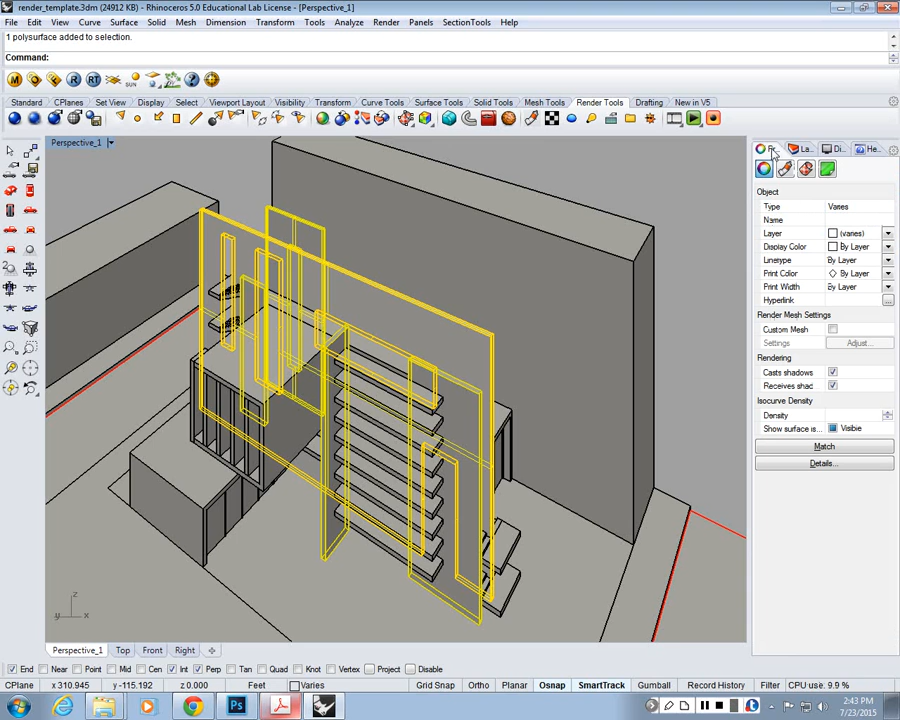 render_template.3dm (24912 KB) - Rhinoceros 5.0 Educational Lab License - [Perspective_1]
File Edit View Curve Surface Solid Mesh Dimension Transform Tools Analyze Render Panels SectionTools Help
1 polysurface added to selection.
Command:
Standard CPlanes Set View Display Select Viewport Layout Visibility Transform Curve Tools Surface Tools Solid Tools Mesh Tools Render Tools Drafting New in V5
Perspective_1
La... Di... He...
Object
Type Varies
Name
Layer (varies)
Display Color By Layer
Linetype By Layer
Print Color By Layer
Print Width By Layer
Hyperlink ...
Render Mesh Settings
Custom Mesh
Settings Adjust...
Rendering
Casts shadows
Receives shad
Isocurve Density
Density
Show surface is... Visible
Match
Details...
z
y x
Perspective_1 Top Front Right
End Near Point Mid Cen Int Perp Tan Quad Knot Vertex Project Disable
CPlane x 310.945 y -115.192 z 0.000 Feet Varies Grid Snap Ortho Planar Osnap SmartTrack Gumball Record History Filter CPU use: 9.9 %
Ps
2:43 PM
7/23/2015